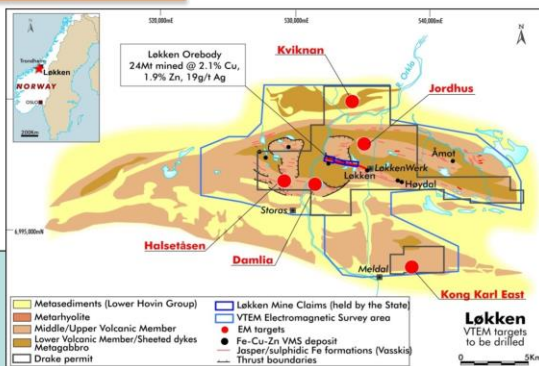 520,000mE
530,000mE
540,000mE
N
N
Trondheim
Løkken
NORWAY
Oslo
200Km
Løkken Orebody
24Mt mined @ 2.1% Cu,
1.9% Zn, 19g/t Ag
Kviknan
R. Orkla
Jordhus
Åmot
LøkkenVerk
Løkken
Høydal
Storas
6,995,000mN
Halsetåsen
Damlia
Meldal
Kong Karl East
Metasediments (Lower Hovin Group)
Metarhyolite
Middle/Upper Volcanic Member
Lower Volcanic Member/Sheeted dykes
Metagabbro
Drake permit
Løkken Mine Claims (held by the State)
VTEM Electromagnetic Survey area
EM targets
Fe-Cu-Zn VMS deposit
Jasper/sulphidic Fe formations (Vasskis)
Thrust boundaries
Løkken
VTEM targets
to be drilled
0